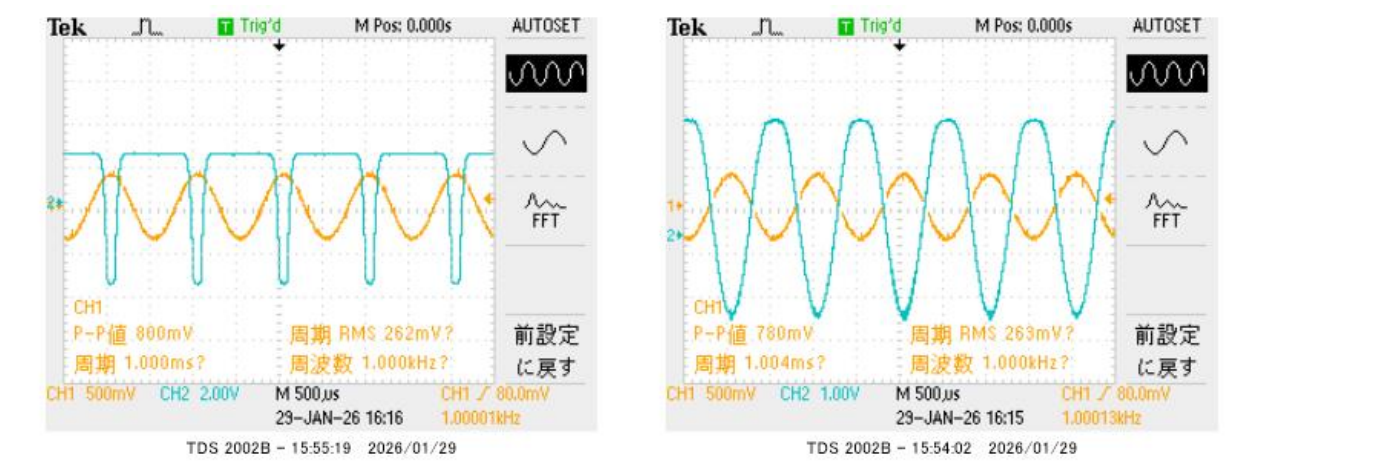 Tek T Trig'd M Pos: 0.000s AUTOSET
2
FFT
CH1
P-P値 800mV 周期 RMS 262mV?
周期 1.000ms? 周波数 1.000kHz?
前設定
に戻す
CH1 500mV CH2 2.00V M 500µs CH1 / 80.0mV
29-JAN-26 16:16 1.00001kHz
TDS 2002B - 15:55:19 2026/01/29
Tek T Trig'd M Pos: 0.000s AUTOSET
1
2
FFT
CH1
P-P値 780mV 周期 RMS 263mV?
周期 1.004ms? 周波数 1.000kHz?
前設定
に戻す
CH1 500mV CH2 1.00V M 500µs CH1 / 80.0mV
29-JAN-26 16:15 1.00013kHz
TDS 2002B - 15:54:02 2026/01/29